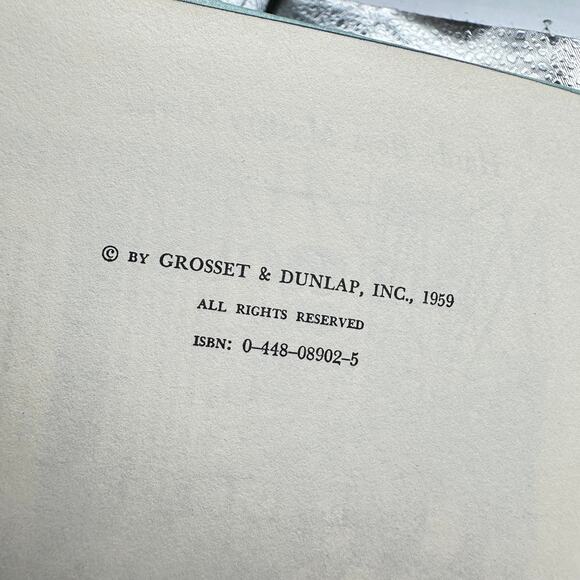 © BY GROSSET & DUNLAP, INC., 1959
ALL RIGHTS RESERVED
ISBN: 0-448-08902-5